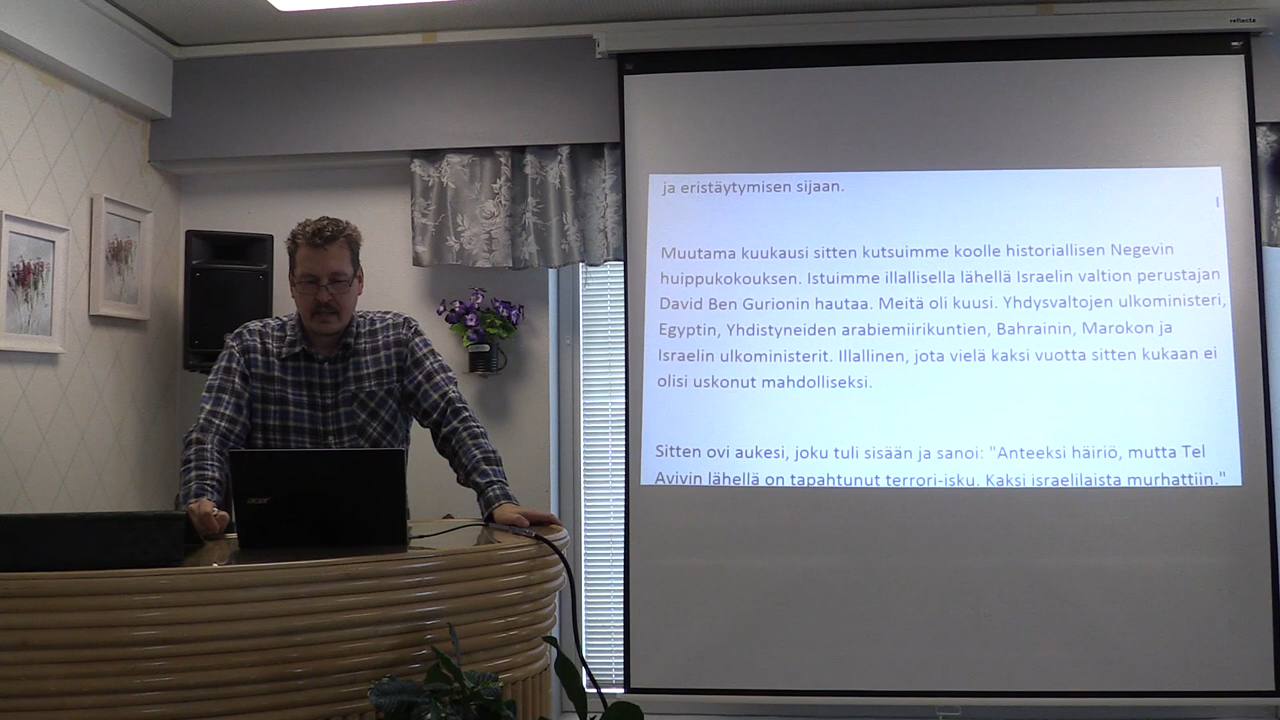 reflecta
ja eristäytymisen sijaan.
Muutama kuukausi sitten kutsuimme koolle historiallisen Negevin
huippukokouksen. Istuimme illallisella lähellä Israelin valtion perustajan
David Ben Gurionin hautaa. Meitä oli kuusi. Yhdysvaltojen ulkoministeri,
Egyptin, Yhdistyneiden arabiemiirikuntien, Bahrainin, Marokon ja
Israelin ulkoministerit. Illallinen, jota vielä kaksi vuotta sitten kukaan ei
olisi uskonut mahdolliseksi.
Sitten ovi aukesi, joku tuli sisään ja sanoi: "Anteeksi häiriö, mutta Tel
Avivin lähellä on tapahtunut terrori-isku. Kaksi israelilaista murhattiin."
acer